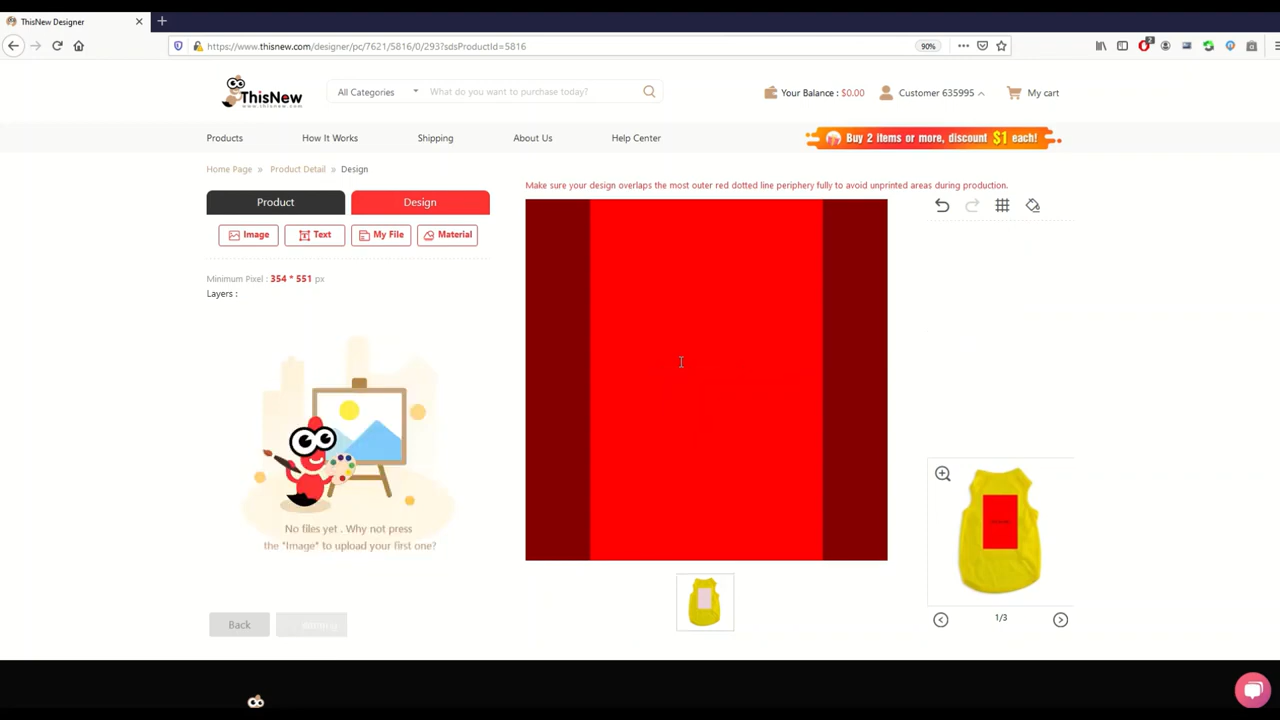 ThisNew Designer
https://www.thisnew.com/designer/pc/7621/5816/0/293?sdsProductId=5816
90%
2
ThisNew
www.thisnew.com
All Categories
What do you want to purchase today?
Your Balance : $0.00
Customer 635995
My cart
Products
How It Works
Shipping
About Us
Help Center
Buy 2 items or more, discount $1 each!
Home Page » Product Detail » Design
Make sure your design overlaps the most outer red dotted line periphery fully to avoid unprinted areas during production.
Product
Design
Image
Text
My File
Material
Minimum Pixel : 354 * 551 px
Layers :
No files yet . Why not press
the "Image" to upload your first one?
Back
1/3